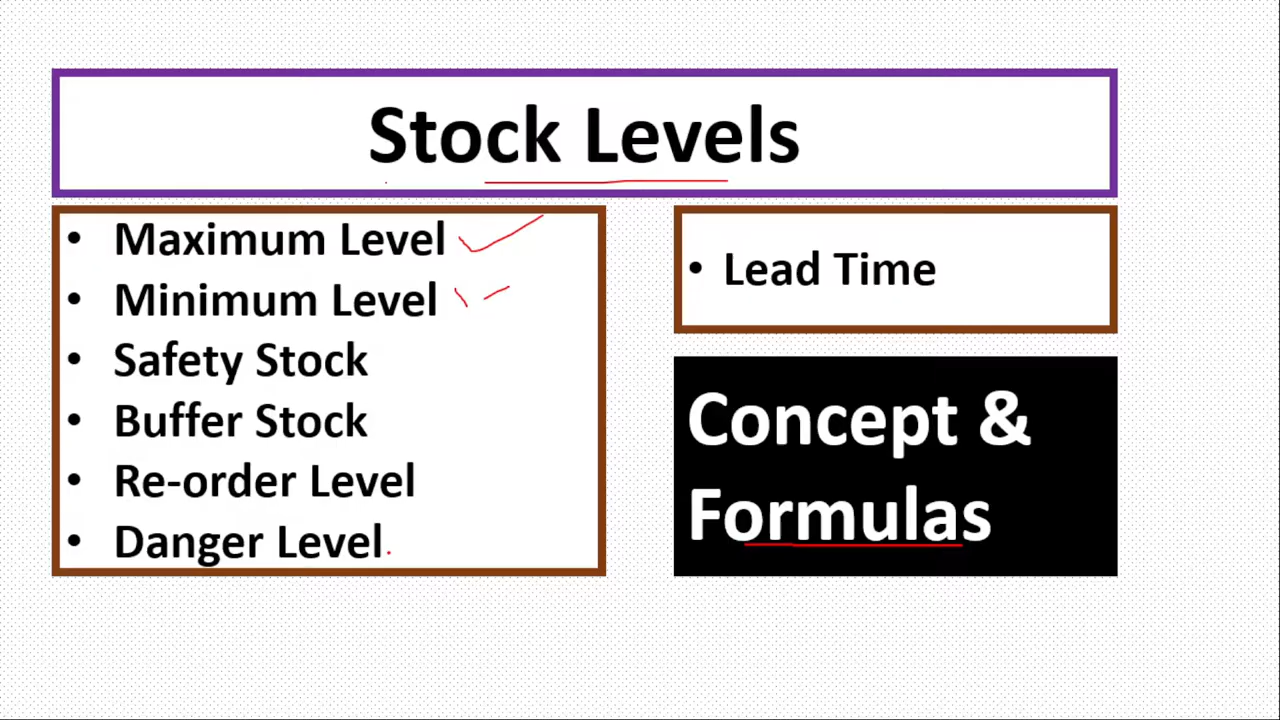 Stock Levels
• Maximum Level
• Minimum Level
• Safety Stock
• Buffer Stock
• Re-order Level
• Danger Level
• Lead Time
Concept &
Formulas